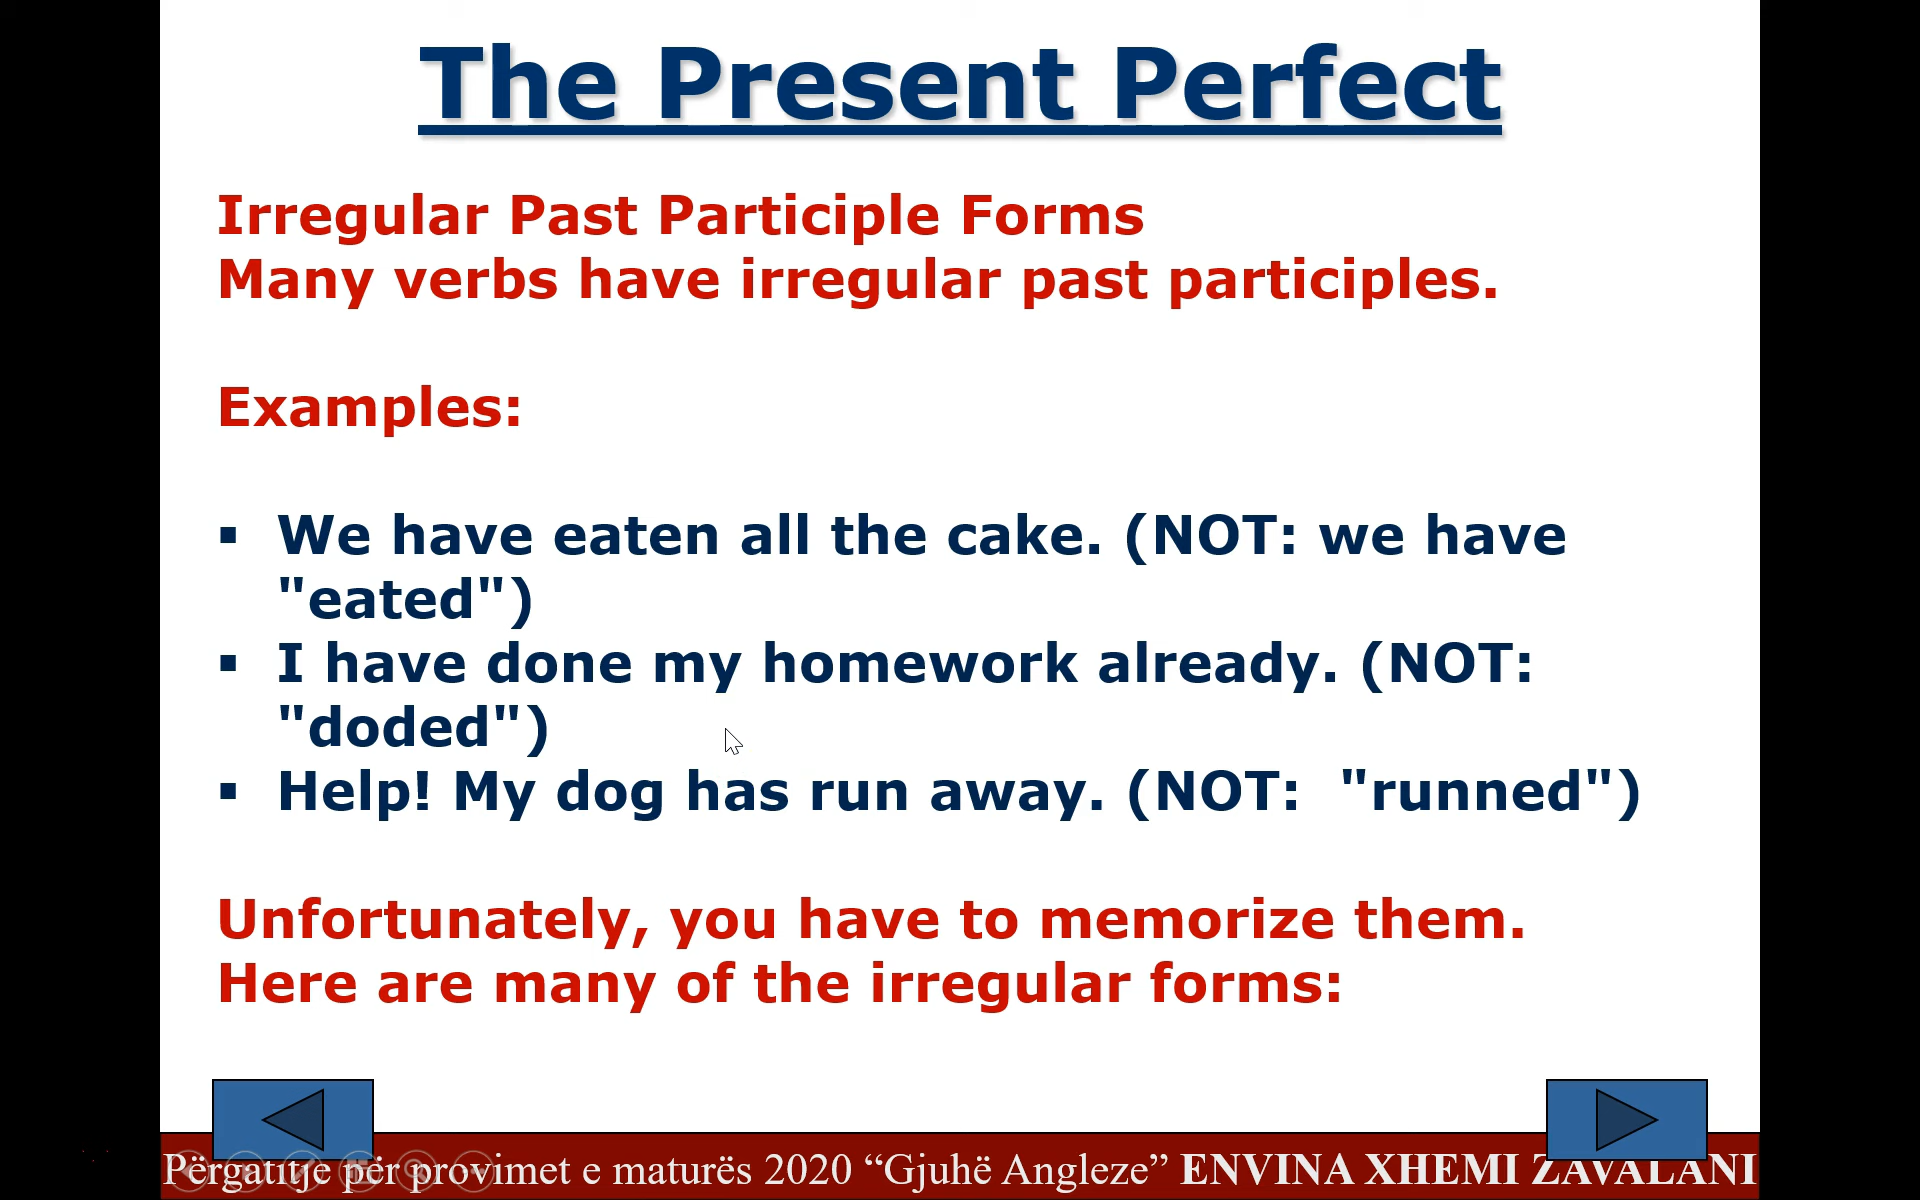 The Present Perfect
Irregular Past Participle Forms
Many verbs have irregular past participles.
Examples:
▪ We have eaten all the cake. (NOT: we have
"eated")
▪ I have done my homework already. (NOT:
"doded")
▪ Help! My dog has run away. (NOT: "runned")
Unfortunately, you have to memorize them.
Here are many of the irregular forms:
Përgatitje për provimet e maturës 2020 “Gjuhë Angleze” ENVINA XHEMI ZAVALANI